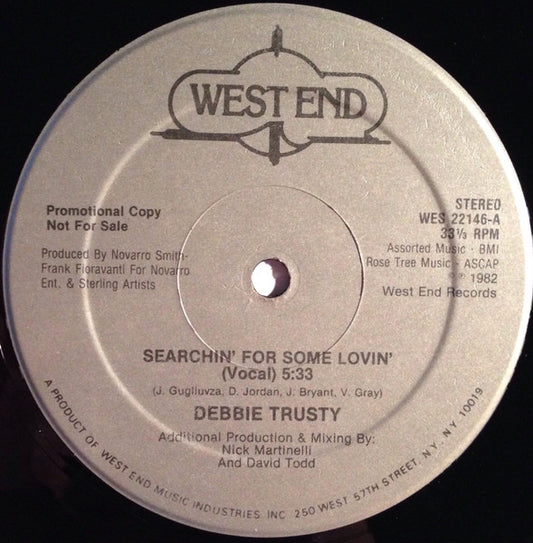 WEST END
Promotional Copy
Not For Sale
Produced By Novarro Smith-
Frank Fioravanti For Novarro
Ent. & Sterling Artists
STEREO
WES 22146-A
33⅓ RPM
Assorted Music - BMI
Rose Tree Music - ASCAP
© ℗ 1982
West End Records
SEARCHIN' FOR SOME LOVIN'
(Vocal) 5:33
(J. Gugliuvza, D. Jordan, J. Bryant, V. Gray)
DEBBIE TRUSTY
Additional Production & Mixing By:
Nick Martinelli
And David Todd
A PRODUCT OF WEST END MUSIC INDUSTRIES INC 250 WEST 57TH STREET, N.Y. N.Y. 10019